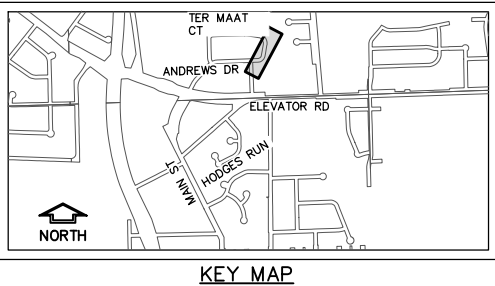 TER MAAT
CT
ANDREWS DR
ELEVATOR RD
HODGES RUN
MAIN ST
NORTH
KEY MAP